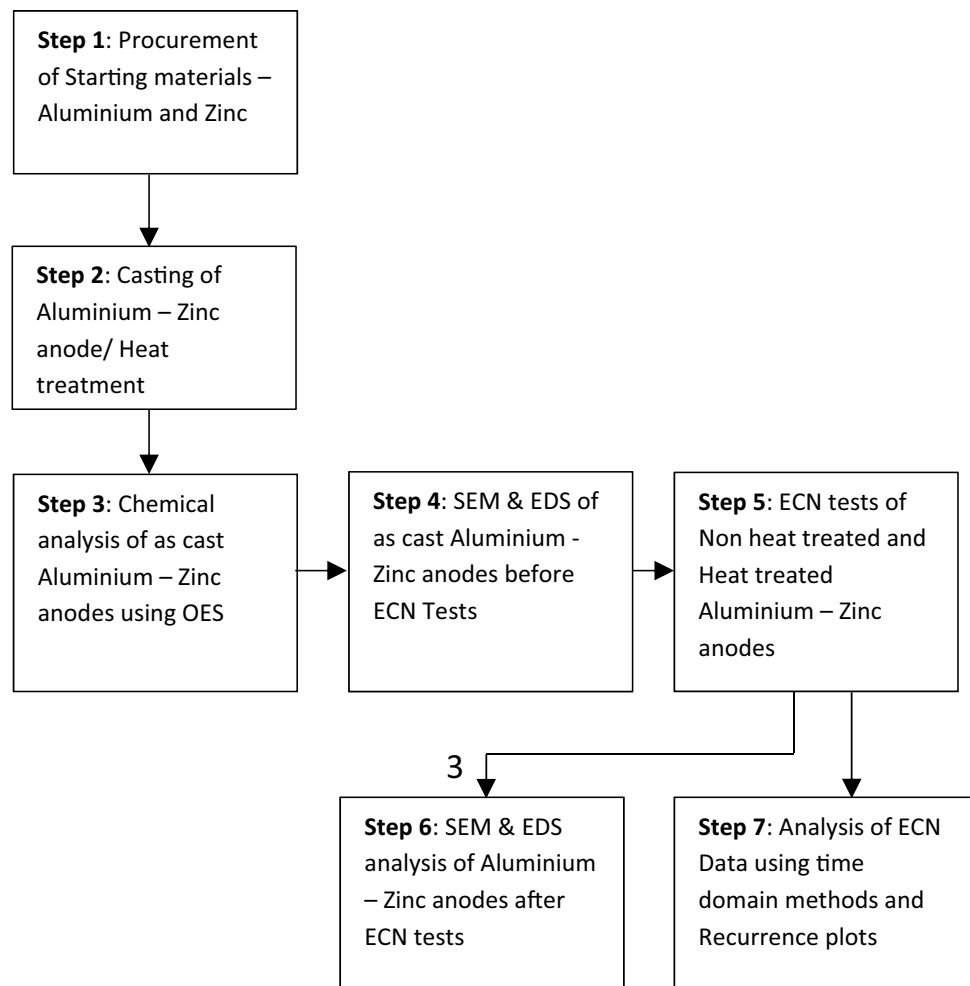 Step 1: Procurement
of Starting materials –
Aluminium and Zinc
Step 2: Casting of
Aluminium – Zinc
anode/ Heat
treatment
Step 3: Chemical
analysis of as cast
Aluminium – Zinc
anodes using OES
Step 4: SEM & EDS of
as cast Aluminium -
Zinc anodes before
ECN Tests
Step 5: ECN tests of
Non heat treated and
Heat treated
Aluminium – Zinc
anodes
3
Step 6: SEM & EDS
analysis of Aluminium
– Zinc anodes after
ECN tests
Step 7: Analysis of ECN
Data using time
domain methods and
Recurrence plots